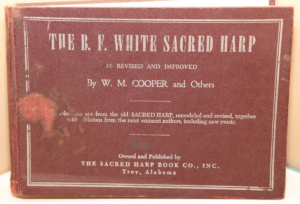 THE B. F. WHITE SACRED HARP
AS REVISED AND IMPROVED
By W. M. COOPER and Others
from the old SACRED HARP, remodeled and revised, together
with additions from the most eminent authors, including new music.
Owned and Published by
THE SACRED HARP BOOK CO., INC.
Troy, Alabama